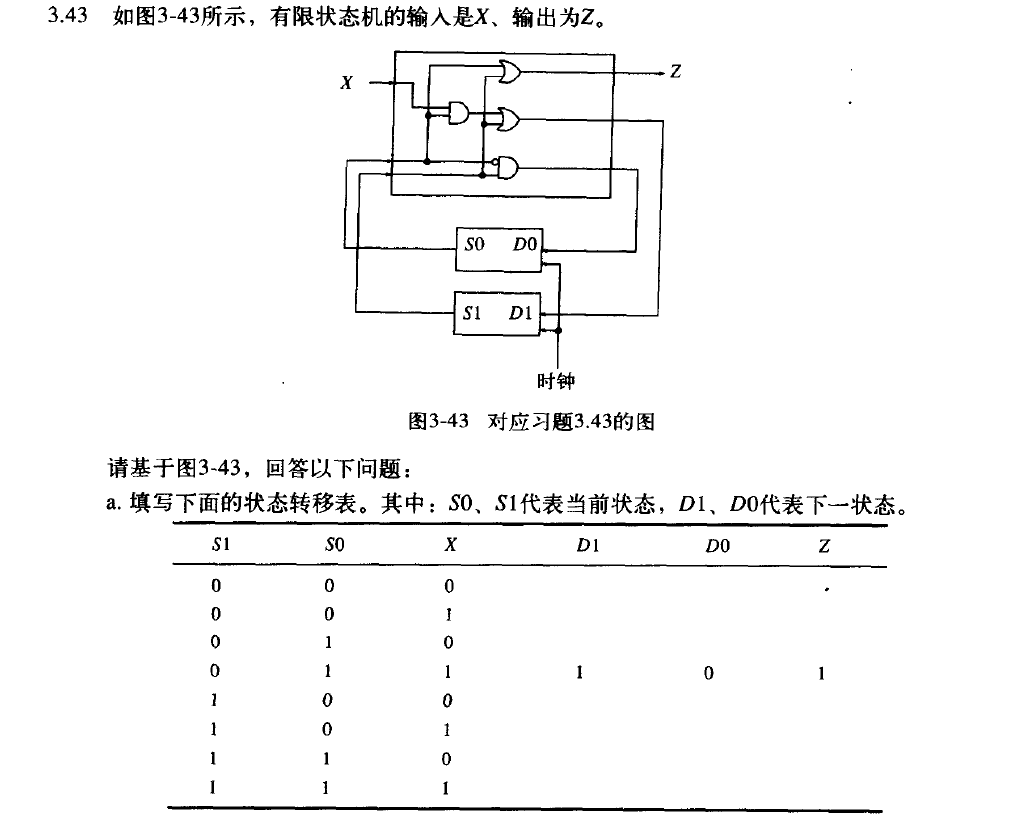 3.43 如图3-43所示，有限状态机的输入是X、输出为Z。
X
Z
S0 D0
S1 D1
时钟
图3-43 对应习题3.43的图
请基于图3-43，回答以下问题：
a. 填写下面的状态转移表。其中：S0、S1代表当前状态，D1、D0代表下一状态。
S1 S0 X D1 D0 Z
0 0 0
0 0 1
0 1 0
0 1 1 1 0 1
1 0 0
1 0 1
1 1 0
1 1 1